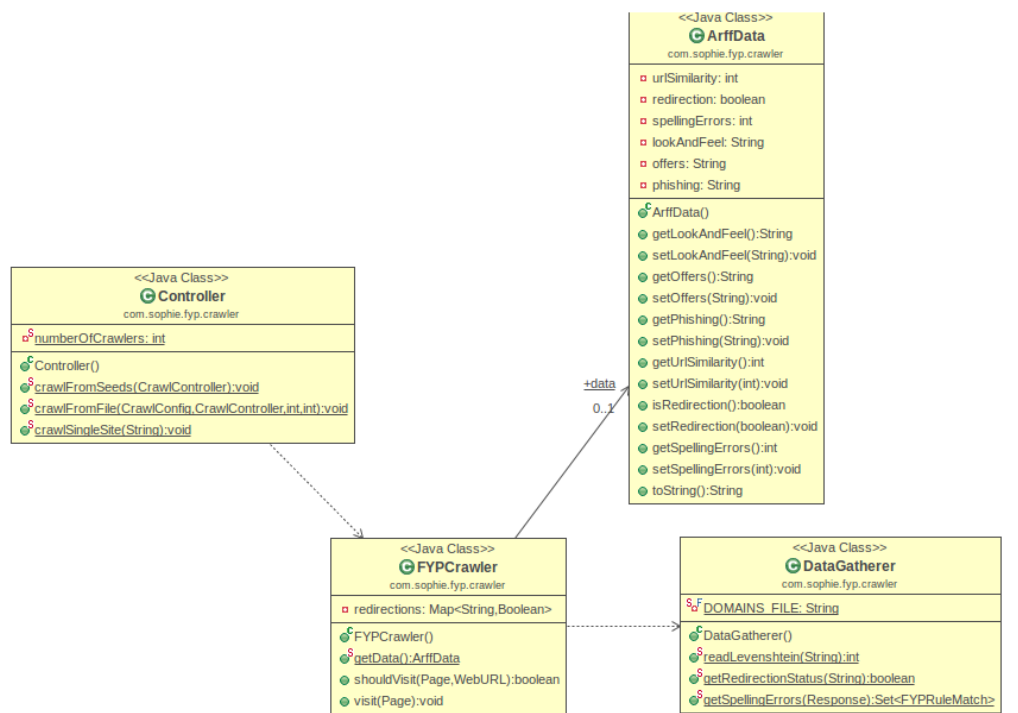 <<Java Class>>
ArffData
com.sophie.fyp.crawler
urlSimilarity: int
redirection: boolean
spellingErrors: int
lookAndFeel: String
offers: String
phishing: String
ArffData()
getLookAndFeel():String
setLookAndFeel(String):void
getOffers():String
setOffers(String):void
getPhishing():String
setPhishing(String):void
getUrlSimilarity():int
setUrlSimilarity(int):void
isRedirection():boolean
setRedirection(boolean):void
getSpellingErrors():int
setSpellingErrors(int):void
toString():String
<<Java Class>>
Controller
com.sophie.fyp.crawler
numberOfCrawlers: int
Controller()
crawlFromSeeds(CrawlController):void
crawlFromFile(CrawlConfig,CrawlController,int,int):void
crawlSingleSite(String):void
+data
0..1
<<Java Class>>
FYPCrawler
com.sophie.fyp.crawler
redirections: Map<String,Boolean>
FYPCrawler()
getData():ArffData
shouldVisit(Page,WebURL):boolean
visit(Page):void
<<Java Class>>
DataGatherer
com.sophie.fyp.crawler
DOMAINS_FILE: String
DataGatherer()
readLevenshtein(String):int
getRedirectionStatus(String):boolean
getSpellingErrors(Response):Set<FYPRuleMatch>